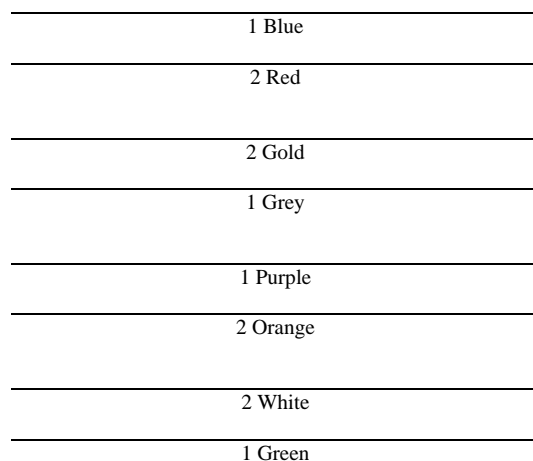 1 Blue
2 Red
2 Gold
1 Grey
1 Purple
2 Orange
2 White
1 Green